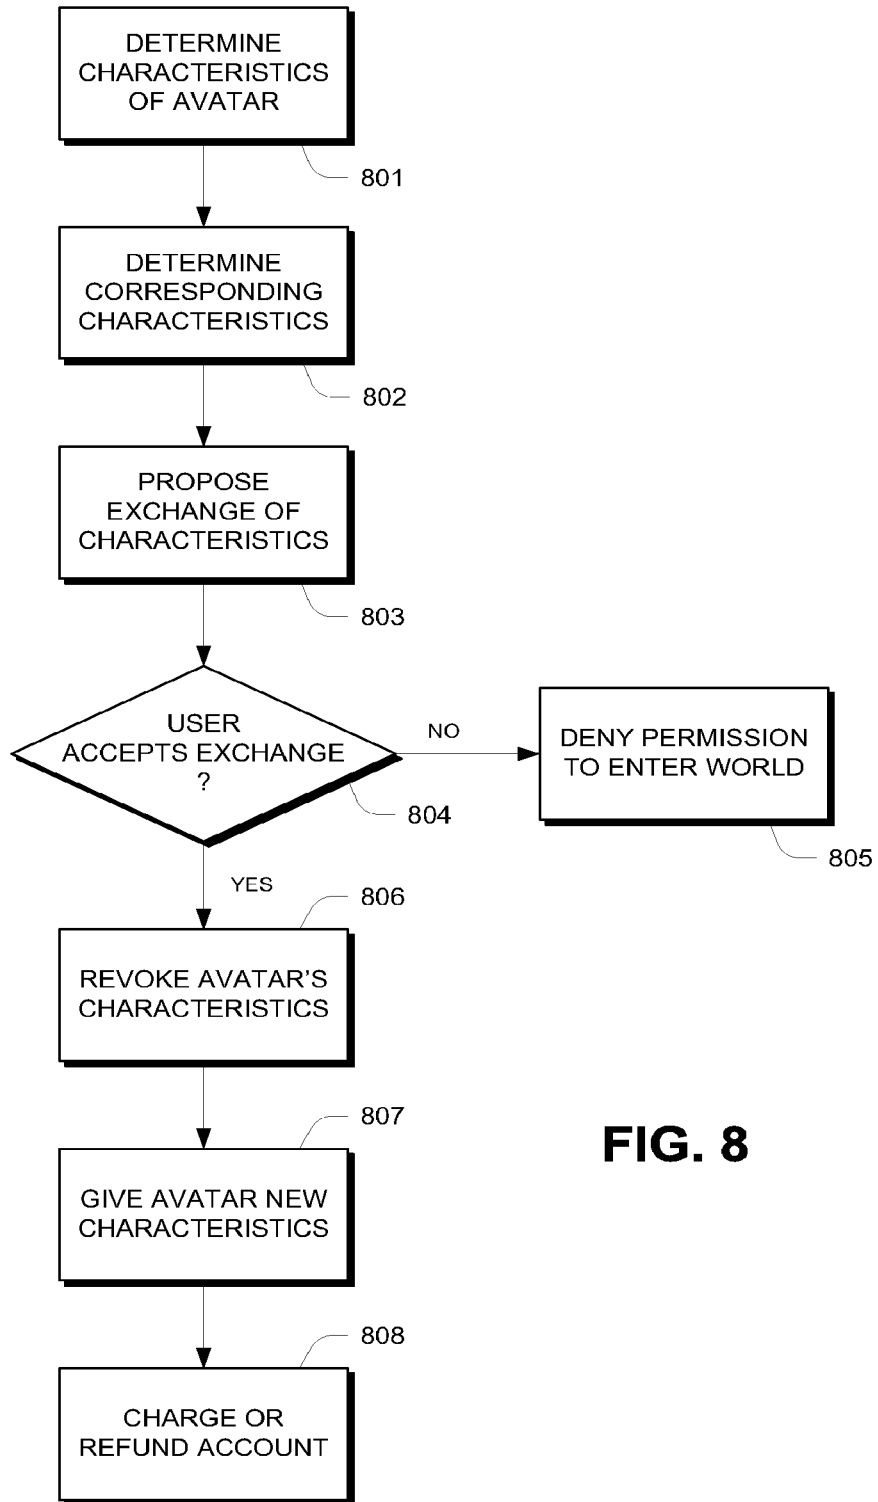 DETERMINE
CHARACTERISTICS
OF AVATAR
801
DETERMINE
CORRESPONDING
CHARACTERISTICS
802
PROPOSE
EXCHANGE OF
CHARACTERISTICS
803
USER
ACCEPTS EXCHANGE
?
804
NO
DENY PERMISSION
TO ENTER WORLD
805
YES
806
REVOKE AVATAR'S
CHARACTERISTICS
807
GIVE AVATAR NEW
CHARACTERISTICS
808
CHARGE OR
REFUND ACCOUNT
FIG. 8